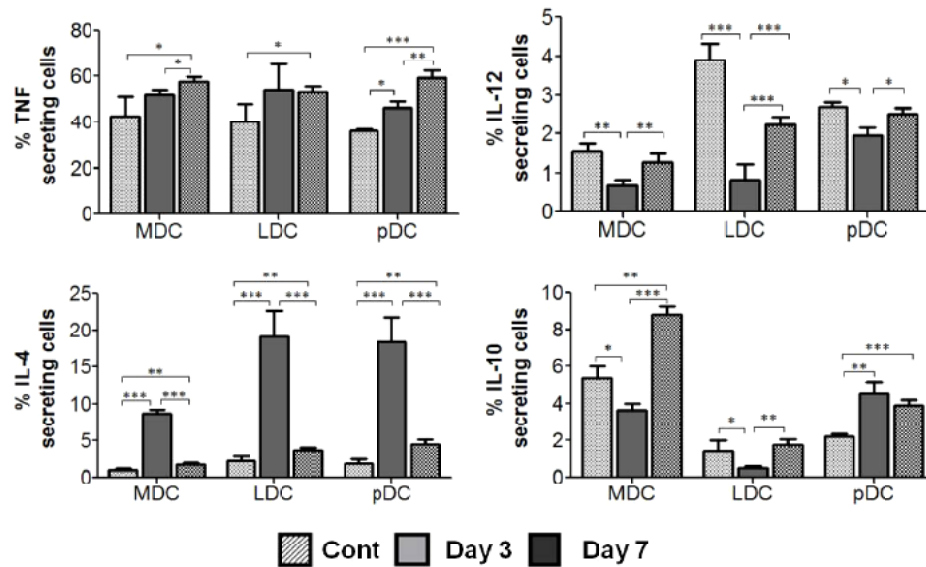 % TNF
secreting cells
80
60
40
20
0
*
*
*
*
**
***
MDC
LDC
pDC
% IL-12
secreting cells
5
4
3
2
1
0
**
**
***
***
***
*
*
MDC
LDC
pDC
% IL-4
secreting cells
25
20
15
10
5
0
**
***
***
**
***
***
**
***
***
MDC
LDC
pDC
% IL-10
secreting cells
10
8
6
4
2
0
**
***
*
*
**
***
**
MDC
LDC
pDC
Cont
Day 3
Day 7